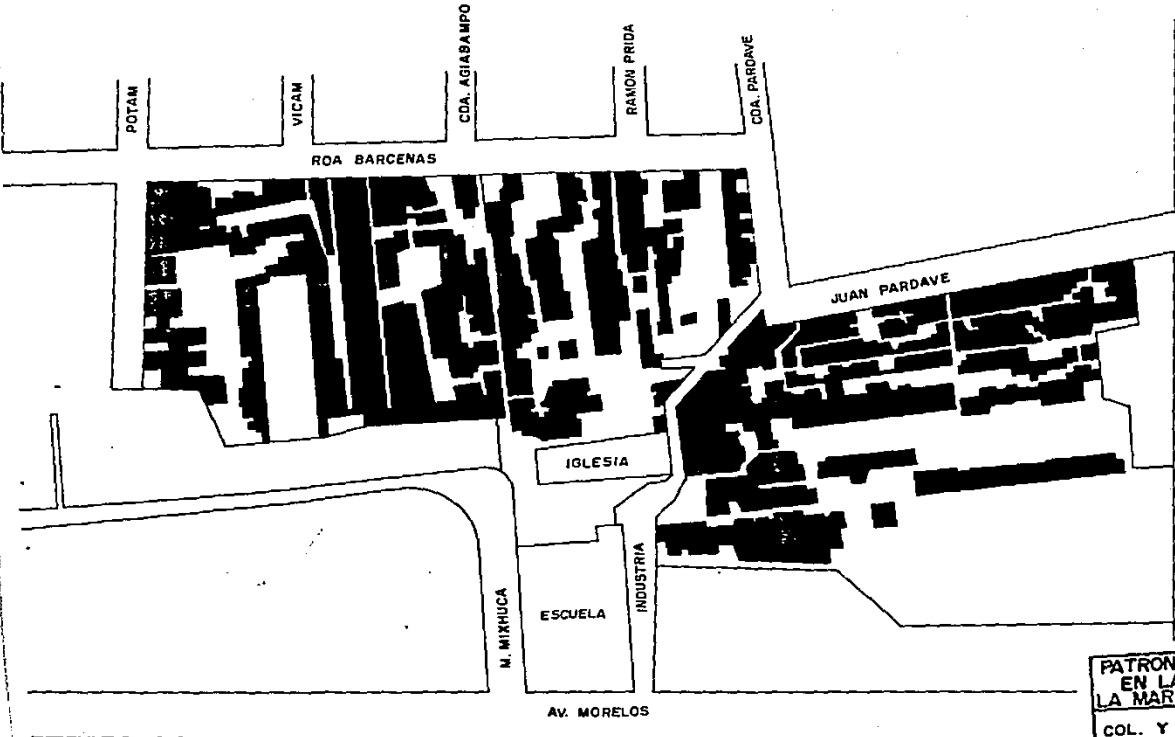 POTAM
VICAM
CDA. AGIABAMPO
RAMON PRIDA
CDA. PARDAVE
ROA BARCENAS
JUAN PARDAVE
IGLESIA
M. MIXHUCA
ESCUELA
INDUSTRIA
AV. MORELOS
PATRON
EN LA
LA MAR
COL. Y